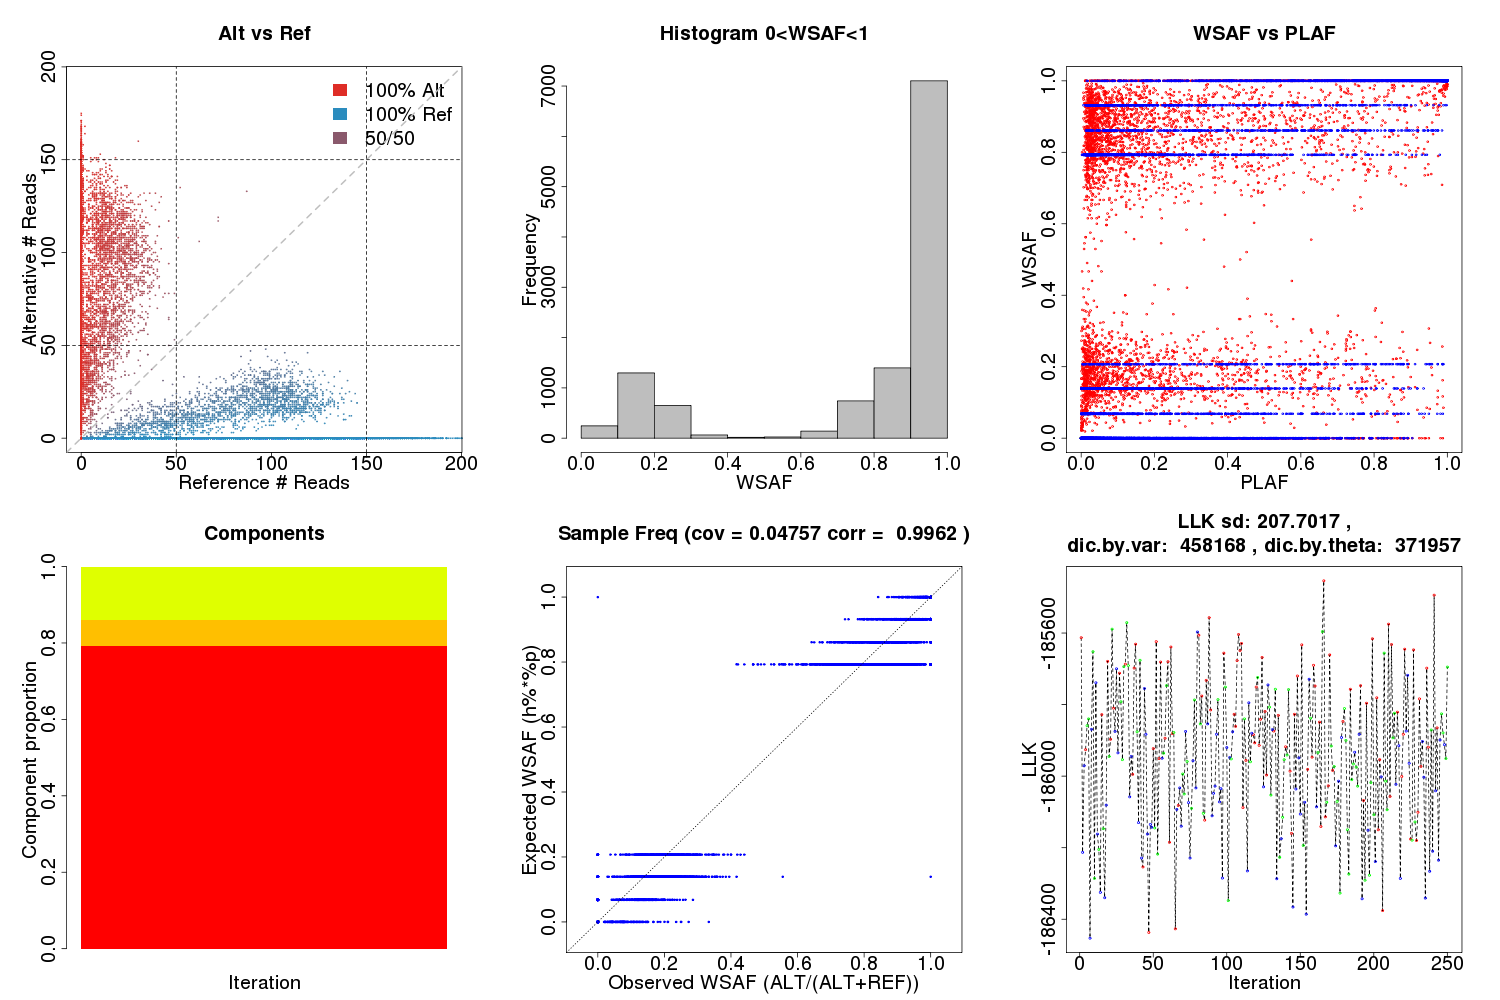 Alt vs Ref
200
150
100
50
0
Alternative # Reads
100% Alt
100% Ref
50/50
0 50 100 150 200
Reference # Reads
Histogram 0<WSAF<1
7000
5000
3000
1000
0
Frequency
0.0 0.2 0.4 0.6 0.8 1.0
WSAF
WSAF vs PLAF
1.0
0.8
0.6
0.4
0.2
0.0
WSAF
0.0 0.2 0.4 0.6 0.8 1.0
PLAF
Components
1.0
0.8
0.6
0.4
0.2
0.0
Component proportion
Iteration
Sample Freq (cov = 0.04757 corr = 0.9962 )
1.0
0.8
0.6
0.4
0.2
0.0
Expected WSAF (h%*%p)
0.0 0.2 0.4 0.6 0.8 1.0
Observed WSAF (ALT/(ALT+REF))
LLK sd: 207.7017 ,
dic.by.var: 458168 , dic.by.theta: 371957
-185600
-186000
-186400
LLK
0 50 100 150 200 250
Iteration